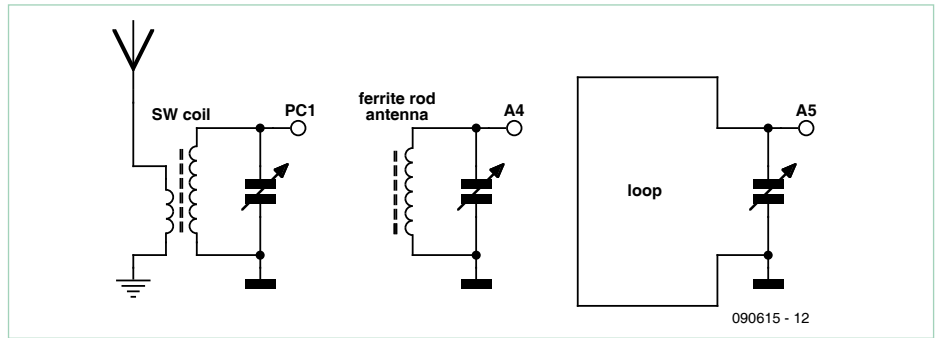 SW coil
PC1
ferrite rod
antenna
A4
loop
A5
090615 - 12